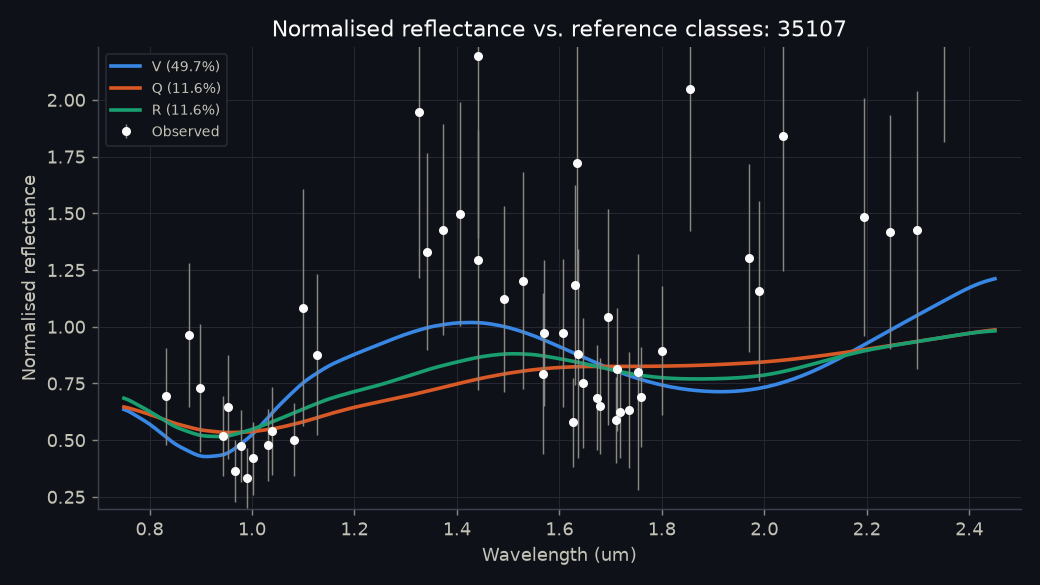 Normalised reflectance vs. reference classes: 35107
V (49.7%)
Q (11.6%)
R (11.6%)
Observed
Normalised reflectance
2.00
1.75
1.50
1.25
1.00
0.75
0.50
0.25
0.8 1.0 1.2 1.4 1.6 1.8 2.0 2.2 2.4
Wavelength (um)